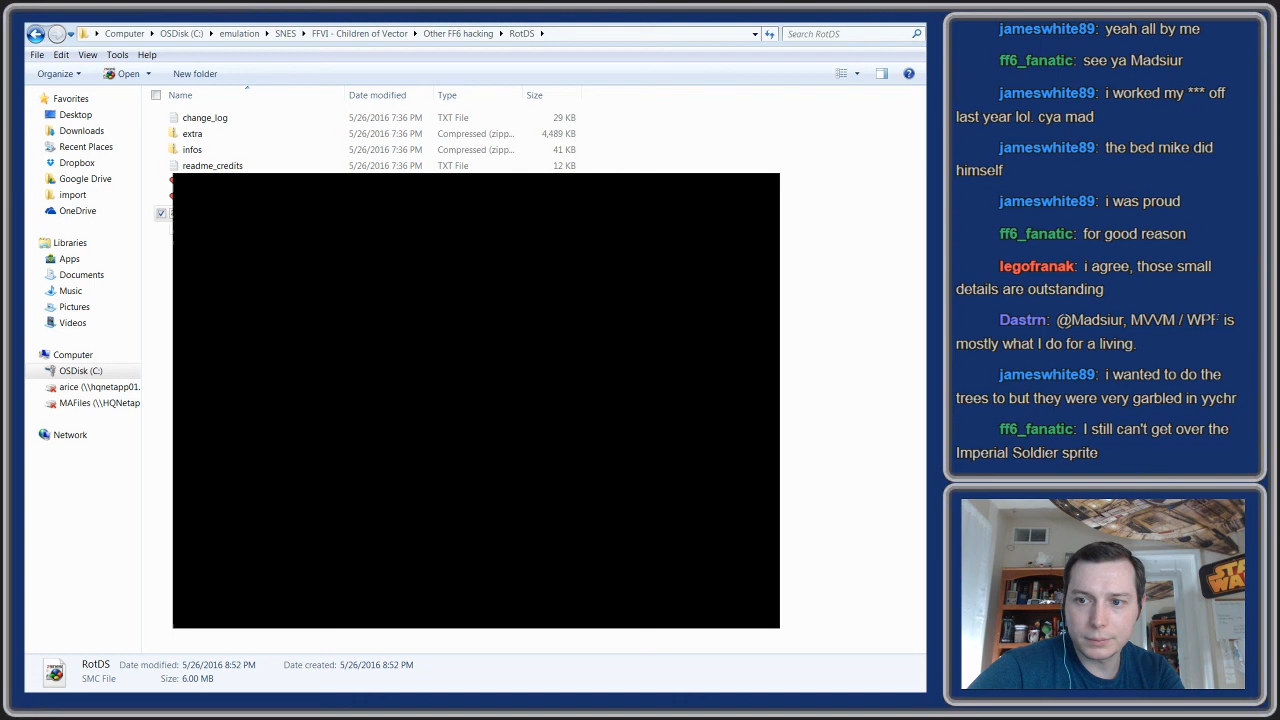 Computer OSDisk (C:) emulation SNES FFVI - Children of Vector Other FF6 hacking RotDS Search RotDS
File Edit View Tools Help
Organize Open New folder
Name Date modified Type Size
change_log 5/26/2016 7:36 PM TXT File 29 KB
extra 5/26/2016 7:36 PM Compressed (zipp... 4,489 KB
infos 5/26/2016 7:36 PM Compressed (zipp... 41 KB
readme_credits 5/26/2016 7:36 PM TXT File 12 KB
Favorites
Desktop
Downloads
Recent Places
Dropbox
Google Drive
import
OneDrive
Libraries
Apps
Documents
Music
Pictures
Videos
Computer
OSDisk (C:)
arice (\\hqnetapp01.
MAFiles (\\HQNetap
Network
RotDS Date modified: 5/26/2016 8:52 PM Date created: 5/26/2016 8:52 PM
SMC File Size: 6.00 MB
jameswhite89: yeah all by me
ff6_fanatic: see ya Madsiur
jameswhite89: i worked my *** off
last year lol. cya mad
jameswhite89: the bed mike did
himself
jameswhite89: i was proud
ff6_fanatic: for good reason
legofranak: i agree, those small
details are outstanding
Dastrn: @Madsiur, MVVM / WPF is
mostly what I do for a living.
jameswhite89: i wanted to do the
trees to but they were very garbled in yychr
ff6_fanatic: I still can't get over the
Imperial Soldier sprite
STAR
WA